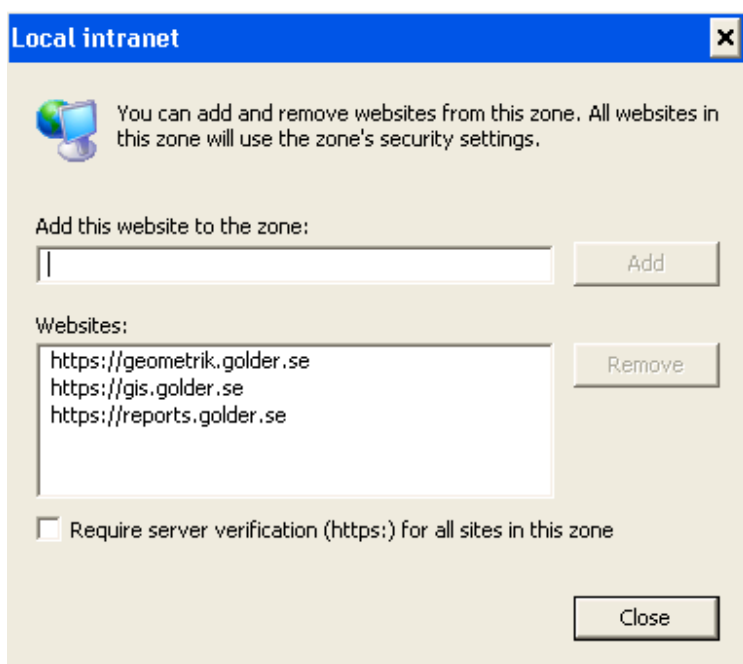 Local intranet
You can add and remove websites from this zone. All websites in
this zone will use the zone's security settings.
Add this website to the zone:
Add
Websites:
https://geometrik.golder.se
https://gis.golder.se
https://reports.golder.se
Remove
Require server verification (https:) for all sites in this zone
Close